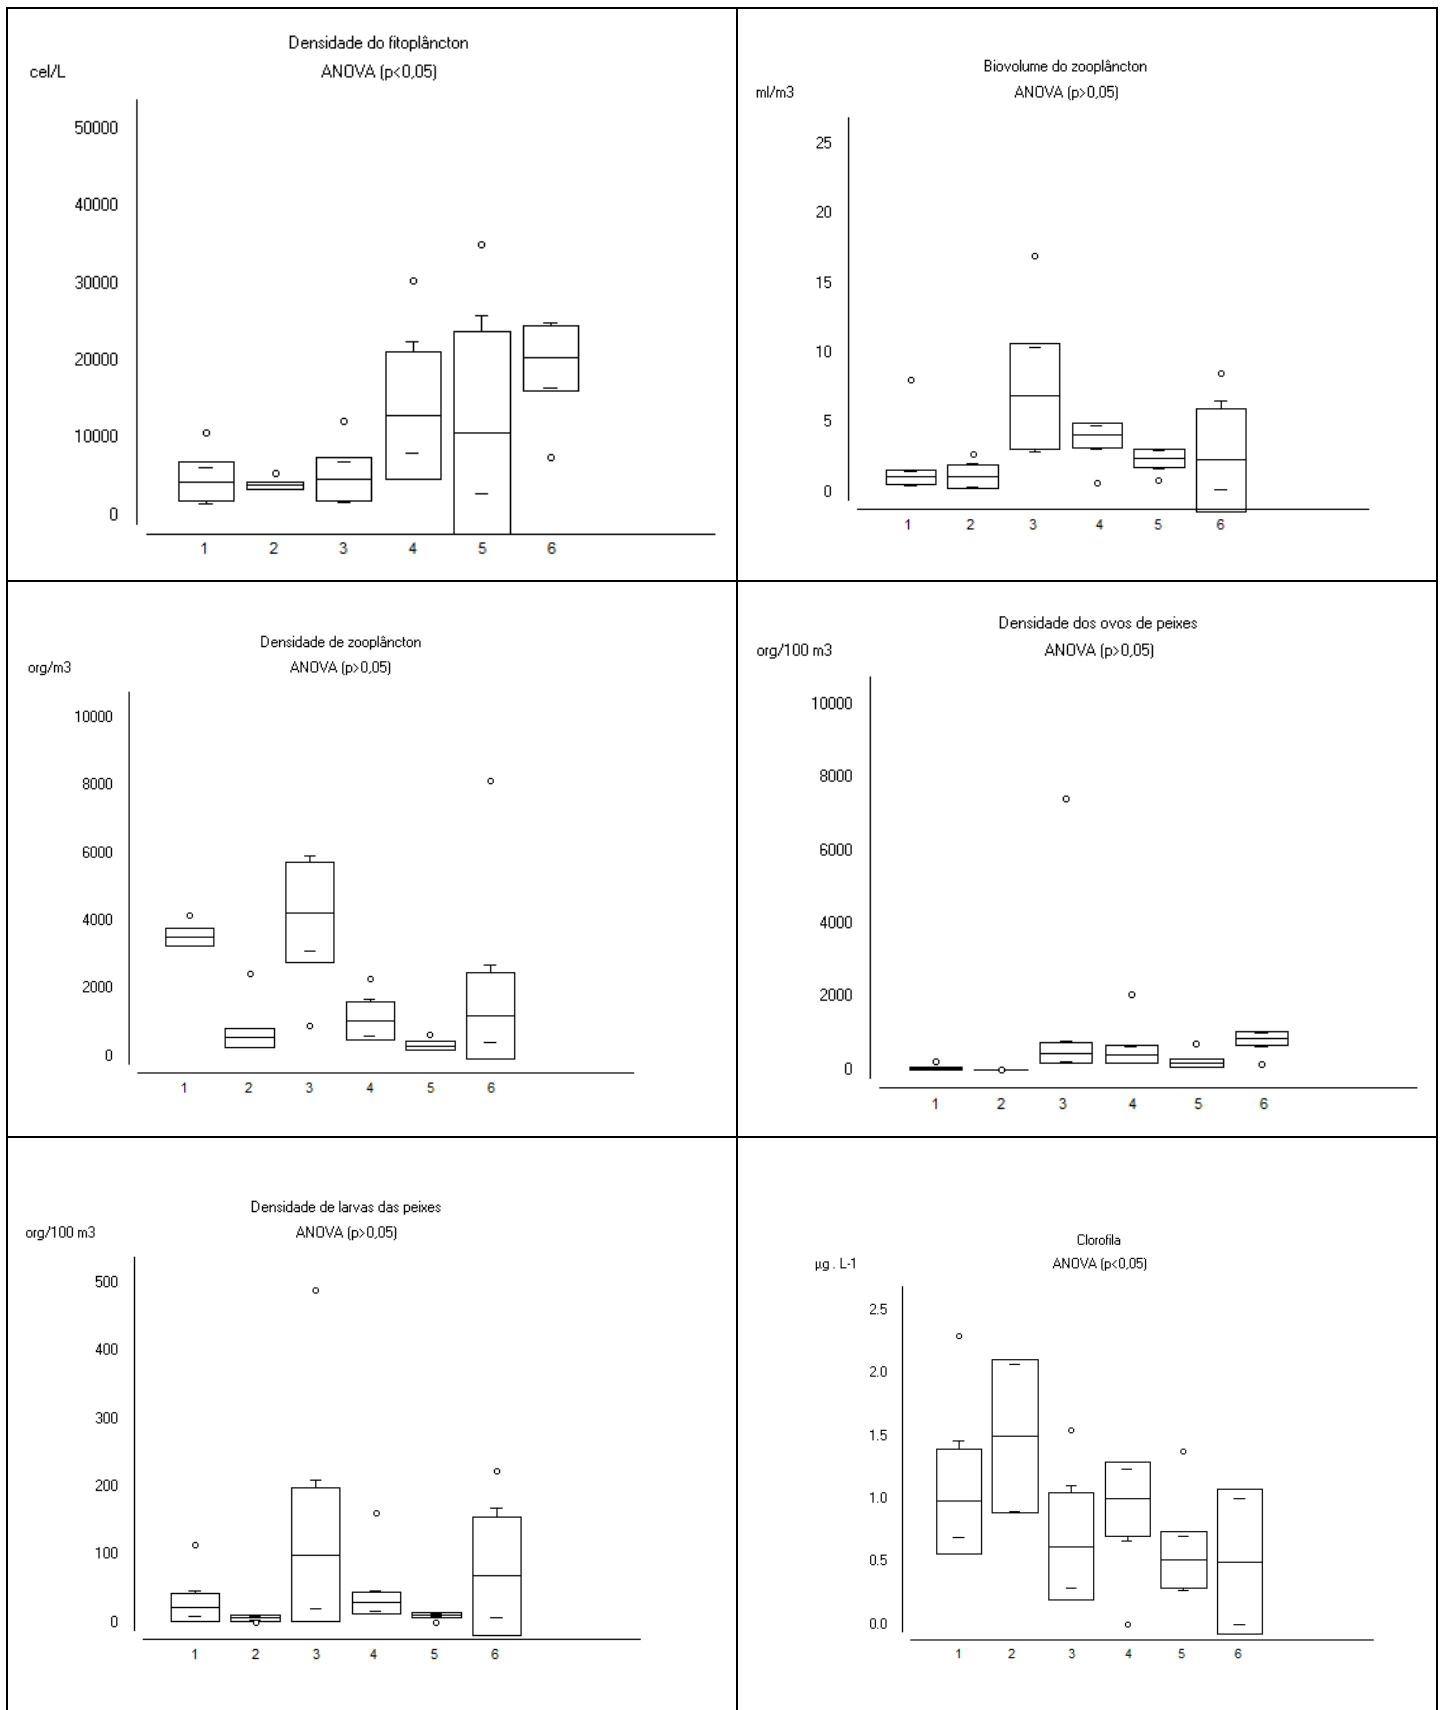 Densidade do fitoplâncton
cel/L
ANOVA (p<0,05)
50000
40000
30000
20000
10000
0
1 2 3 4 5 6
Biovolume do zooplâncton
ml/m3
ANOVA (p>0,05)
25
20
15
10
5
0
1 2 3 4 5 6
Densidade de zooplâncton
org/m3
ANOVA (p>0,05)
10000
8000
6000
4000
2000
0
1 2 3 4 5 6
Densidade dos ovos de peixes
org/100 m3
ANOVA (p>0,05)
10000
8000
6000
4000
2000
0
1 2 3 4 5 6
Densidade de larvas das peixes
org/100 m3
ANOVA (p>0,05)
500
400
300
200
100
0
1 2 3 4 5 6
Clorofila
µg . L-1
ANOVA (p<0,05)
2.5
2.0
1.5
1.0
0.5
0.0
1 2 3 4 5 6